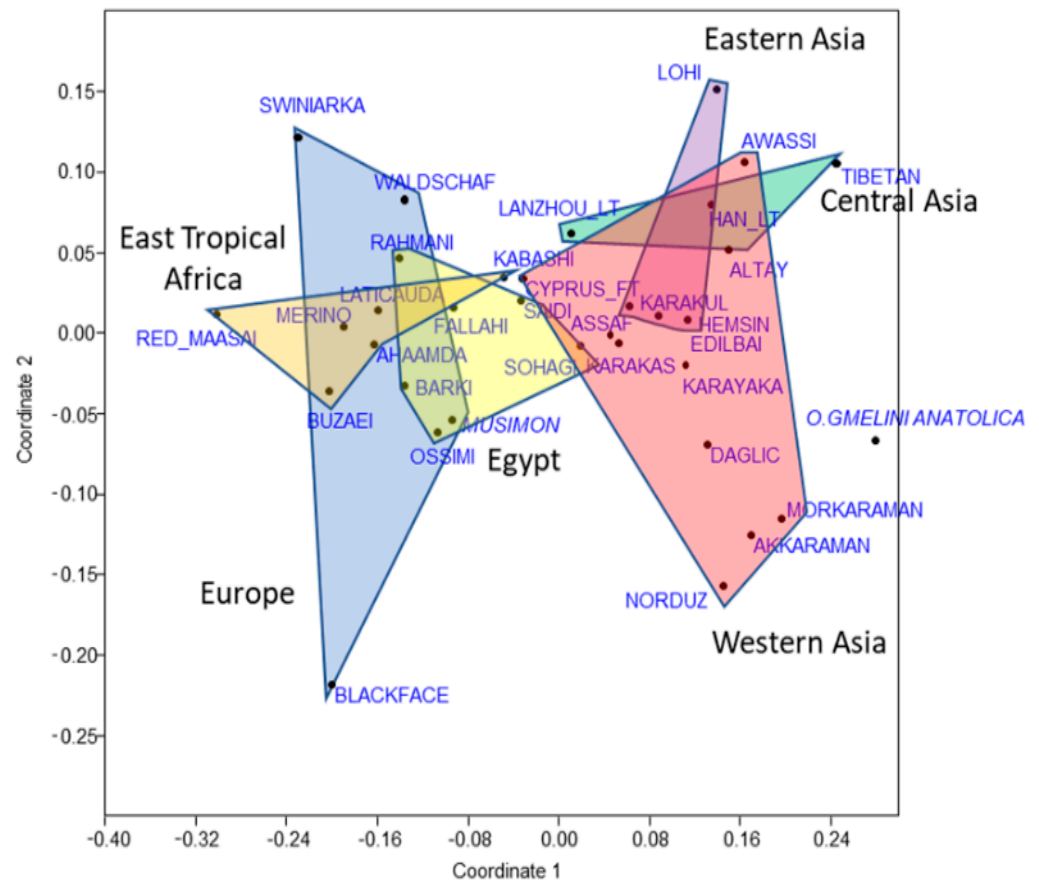 Eastern Asia
LOHI
0.15
SWINIARKA
AWASSI
0.10
TIBETAN
WALDSCHAF
Central Asia
LANZHOU_LT
HAN_LT
East Tropical
Africa
RAHMANI
0.05
KABASHI
ALTAY
LATICAUDA
CYPRUS_FT
KARAKUL
MERINO
SAIDI
ASSAF
FALLAHI
HEMSIN
0.00
RED_MAASAI
EDILBAI
AHAAMDA
SOHAGI
KARAKAS
BARKI
KARAYAKA
-0.05
BUZAEI
MUSIMON
O.GMELINI ANATOLICA
OSSIMI
Egypt
DAGLIC
Coordinate 2
-0.10
MORKARAMAN
AKKARAMAN
-0.15
Europe
NORDUZ
Western Asia
-0.20
BLACKFACE
-0.25
-0.40 -0.32 -0.24 -0.16 -0.08 0.00 0.08 0.16 0.24
Coordinate 1